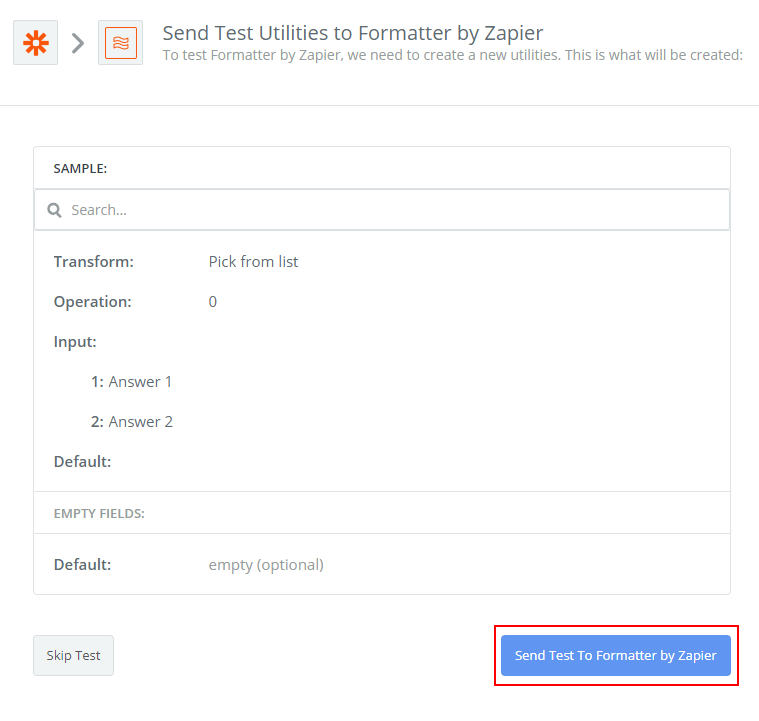 Send Test Utilities to Formatter by Zapier
To test Formatter by Zapier, we need to create a new utilities. This is what will be created:
SAMPLE:
Search...
Transform: Pick from list
Operation: 0
Input:
1: Answer 1
2: Answer 2
Default:
EMPTY FIELDS:
Default: empty (optional)
Skip Test
Send Test To Formatter by Zapier